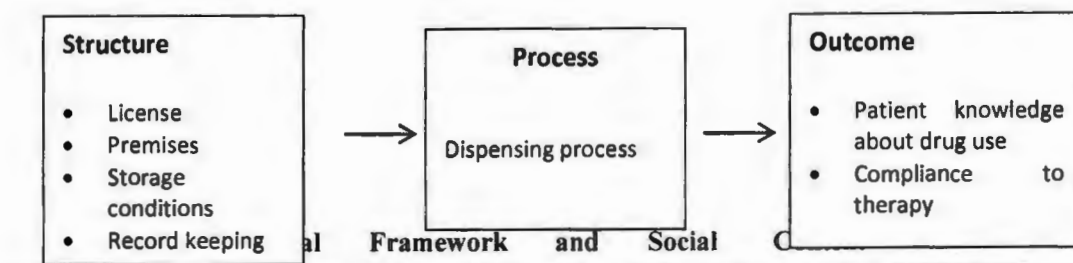 Structure
• License
• Premises
• Storage
conditions
• Record keeping
Process
Dispensing process
Outcome
• Patient knowledge
about drug use
• Compliance to
therapy
Framework and Social